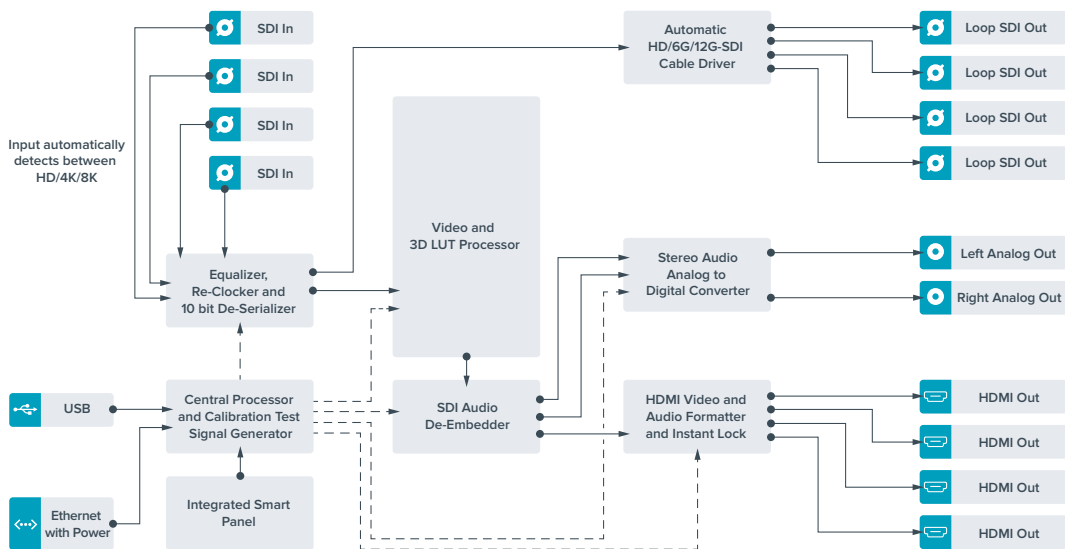 SDI In
SDI In
SDI In
SDI In
Input automatically
detects between
HD/4K/8K
Equalizer,
Re-Clocker and
10 bit De-Serializer
USB
Central Processor
and Calibration Test
Signal Generator
Ethernet
with Power
Integrated Smart
Panel
Video and
3D LUT Processor
SDI Audio
De-Embedder
Automatic
HD/6G/12G-SDI
Cable Driver
Stereo Audio
Analog to
Digital Converter
HDMI Video and
Audio Formatter
and Instant Lock
Loop SDI Out
Loop SDI Out
Loop SDI Out
Loop SDI Out
Left Analog Out
Right Analog Out
HDMI Out
HDMI Out
HDMI Out
HDMI Out